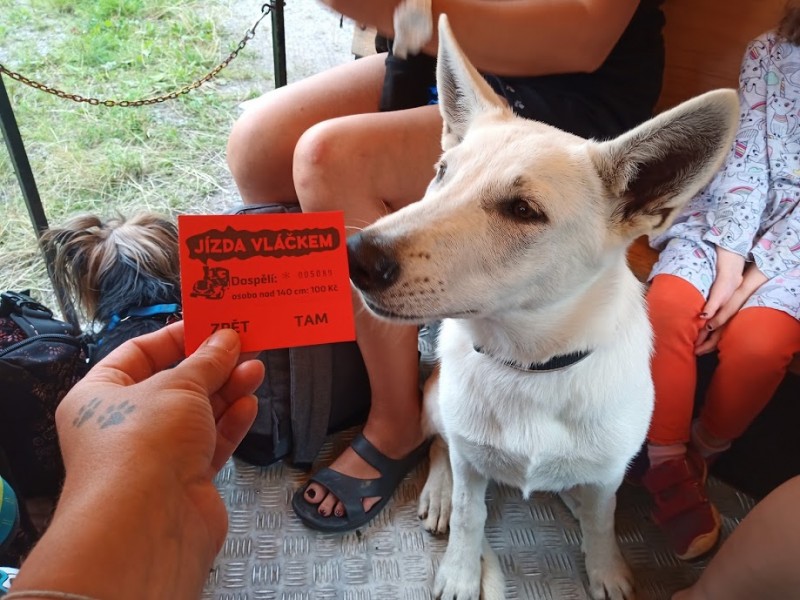 JÍZDA VLÁČKEM
Dospělí:
osoba nad 140 cm: 100 Kč
ZPĚT TAM